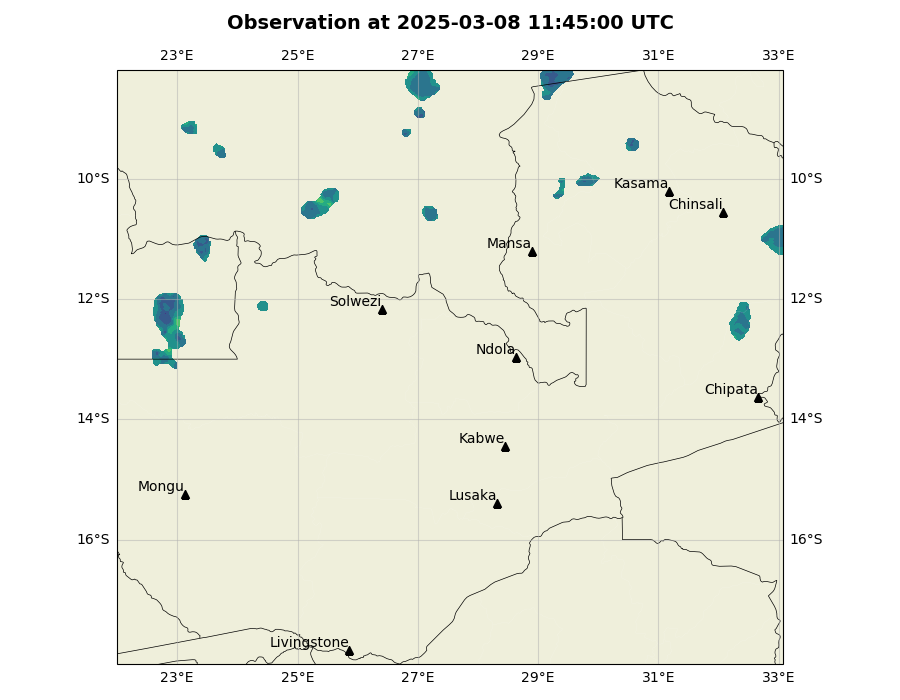 Observation at 2025-03-08 11:45:00 UTC
23°E 25°E 27°E 29°E 31°E 33°E
10°S 10°S
Kasama
Chinsali
Mansa
12°S 12°S
Solwezi
Ndola
Chipata
14°S 14°S
Kabwe
Mongu
Lusaka
16°S 16°S
Livingstone
23°E 25°E 27°E 29°E 31°E 33°E